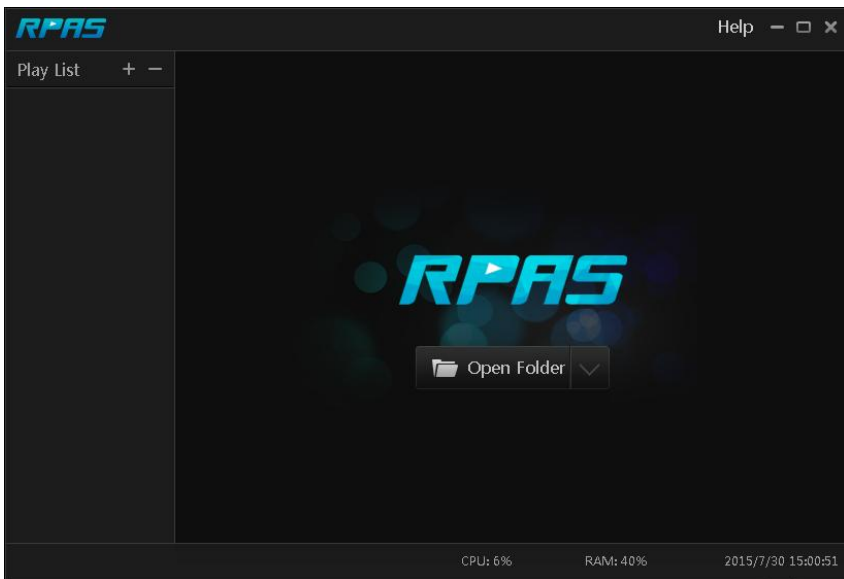 RPAS Help
Play List + −
RPAS
Open Folder
CPU: 6% RAM: 40% 2015/7/30 15:00:51